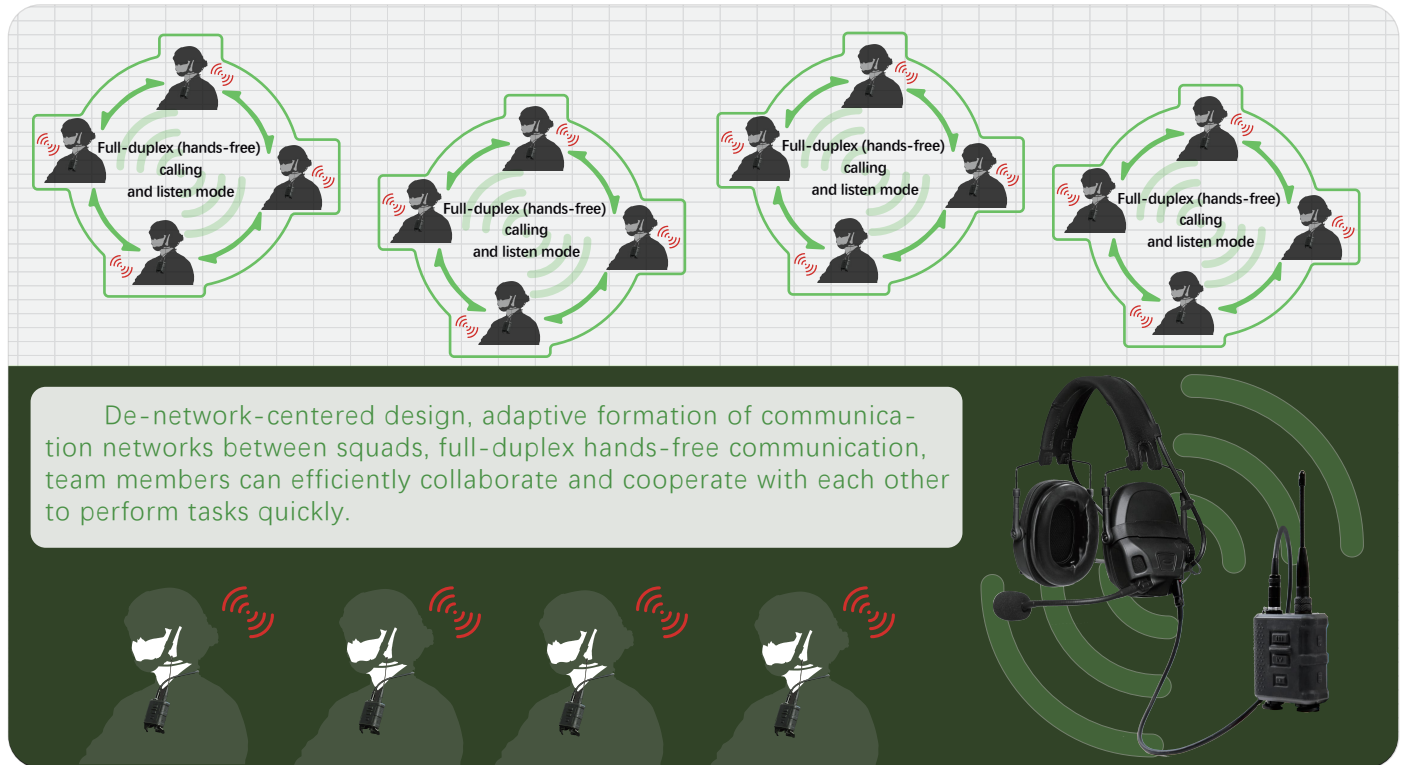 Full-duplex (hands-free)
calling
and listen mode
Full-duplex (hands-free)
calling
and listen mode
Full-duplex (hands-free)
calling
and listen mode
Full-duplex (hands-free)
calling
and listen mode
De-network-centered design, adaptive formation of communica-
tion networks between squads, full-duplex hands-free communication,
team members can efficiently collaborate and cooperate with each other
to perform tasks quickly.